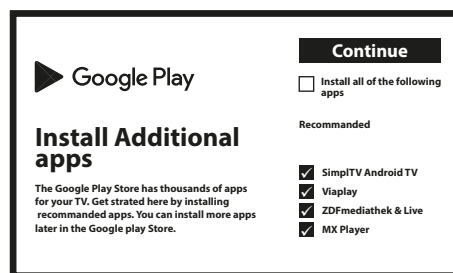 Google Play
Install Additional
apps
The Google Play Store has thousands of apps
for your TV. Get strated here by installing
recommanded apps. You can install more apps
later in the Google play Store.
Continue
Install all of the following
apps
Recommanded
SimplTV Android TV
Viaplay
ZDFmediathek & Live
MX Player